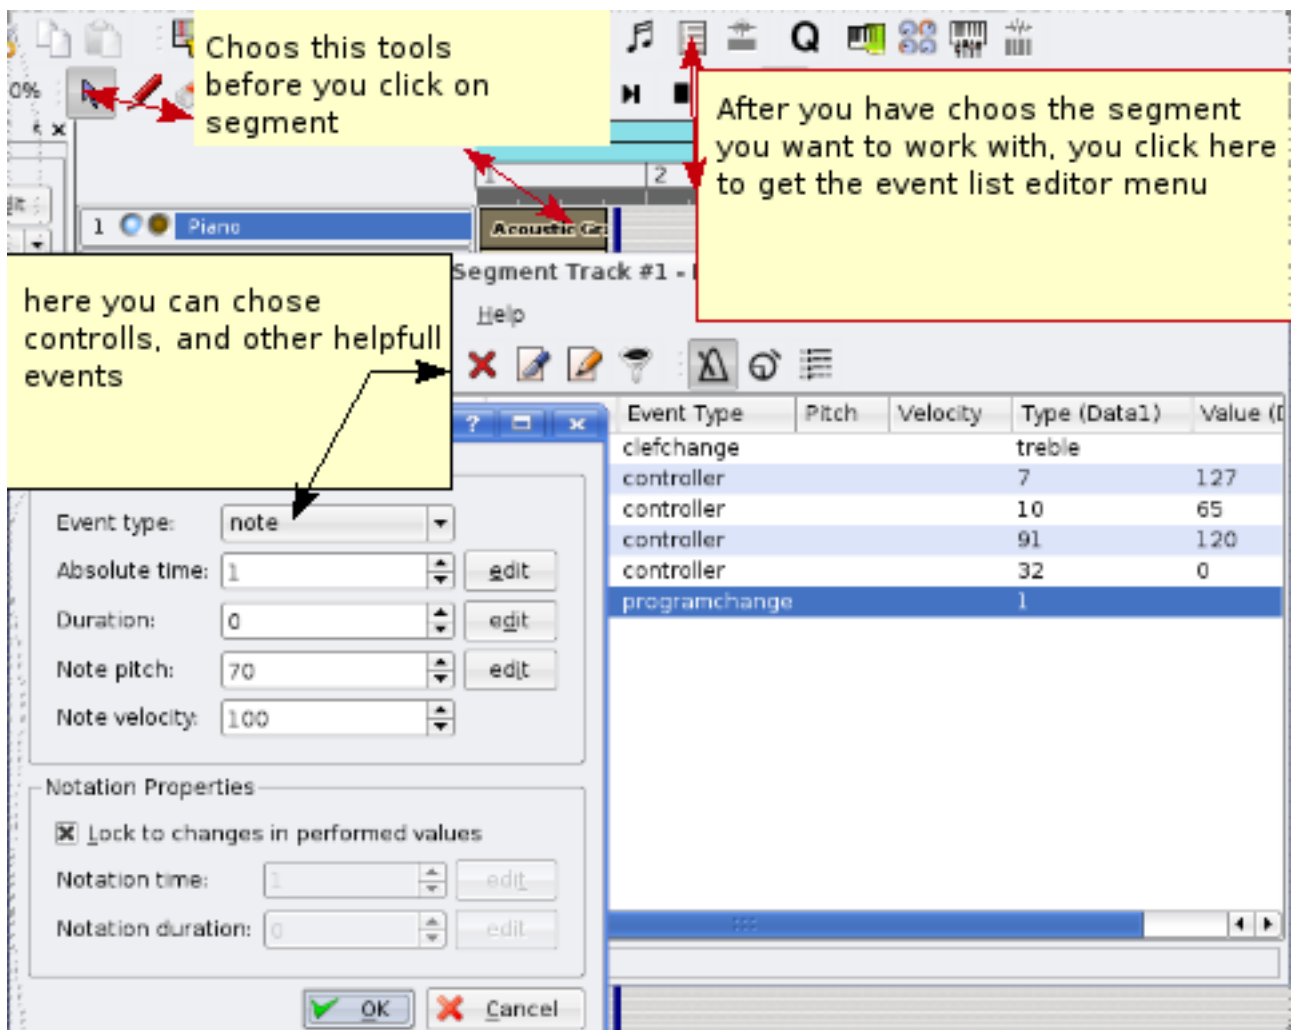 Choos this tools
before you click on
segment
Q
0%
After you have choos the segment
you want to work with, you click here
to get the event list editor menu
1
2
1 Piano
Acoustic
Segment Track #1 -
here you can chose
controlls, and other helpfull
events
Help
Event Type Pitch Velocity Type (Data1) Value
clefchange treble
controller 7 127
controller 10 65
controller 91 120
controller 32 0
programchange 1
Event type: note
Absolute time: 1 edit
Duration: 0 edit
Note pitch: 70 edit
Note velocity: 100
Notation Properties
Lock to changes in performed values
Notation time: 1 edit
Notation duration: 0 edit
OK Cancel